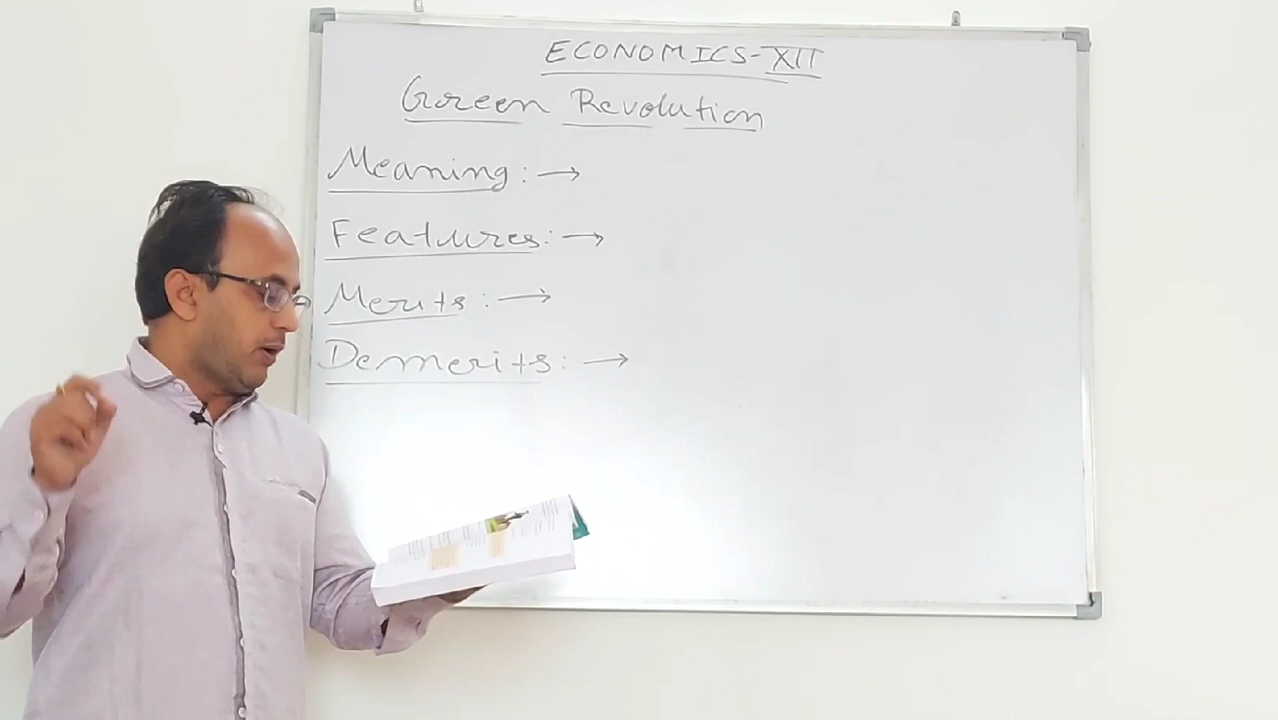 ECONOMICS-XII
Green Revolution
Meaning:→
Features:→
Merits:→
Demerits:→